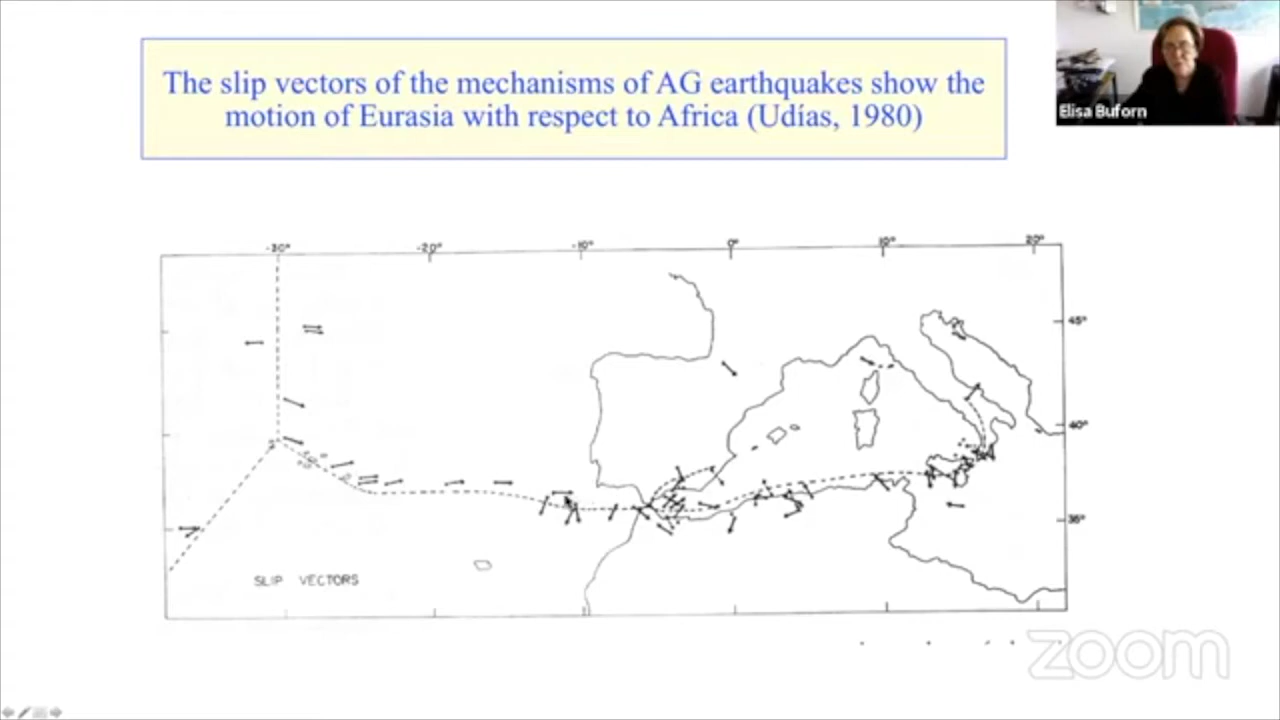 The slip vectors of the mechanisms of AG earthquakes show the
motion of Eurasia with respect to Africa (Udías, 1980)
Elisa Buforn
-30° -20° -10° 0° 10° 20°
45°
40°
35°
SLIP VECTORS
zoom